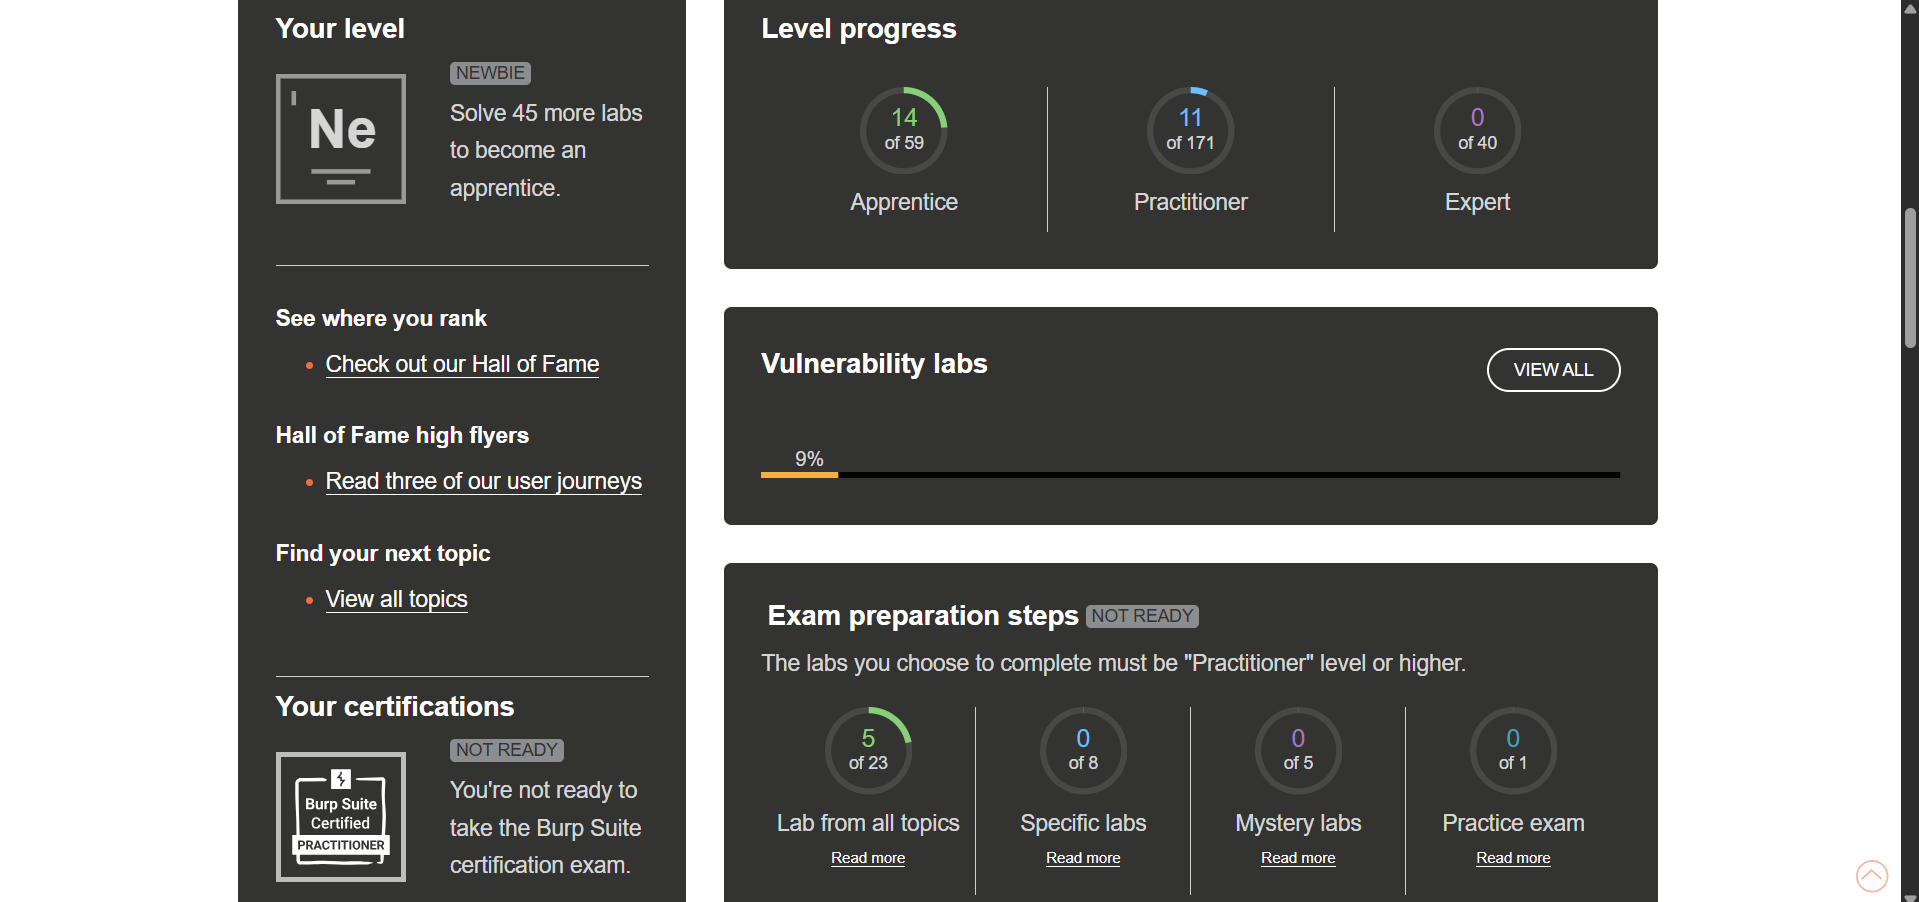 Your level
Ne
NEWBIE
Solve 45 more labs
to become an
apprentice.
See where you rank
Check out our Hall of Fame
Hall of Fame high flyers
Read three of our user journeys
Find your next topic
View all topics
Your certifications
Burp Suite
Certified
PRACTITIONER
NOT READY
You're not ready to
take the Burp Suite
certification exam.
Level progress
14
of 59
Apprentice
11
of 171
Practitioner
0
of 40
Expert
Vulnerability labs
VIEW ALL
9%
Exam preparation steps NOT READY
The labs you choose to complete must be "Practitioner" level or higher.
5
of 23
Lab from all topics
Read more
0
of 8
Specific labs
Read more
0
of 5
Mystery labs
Read more
0
of 1
Practice exam
Read more